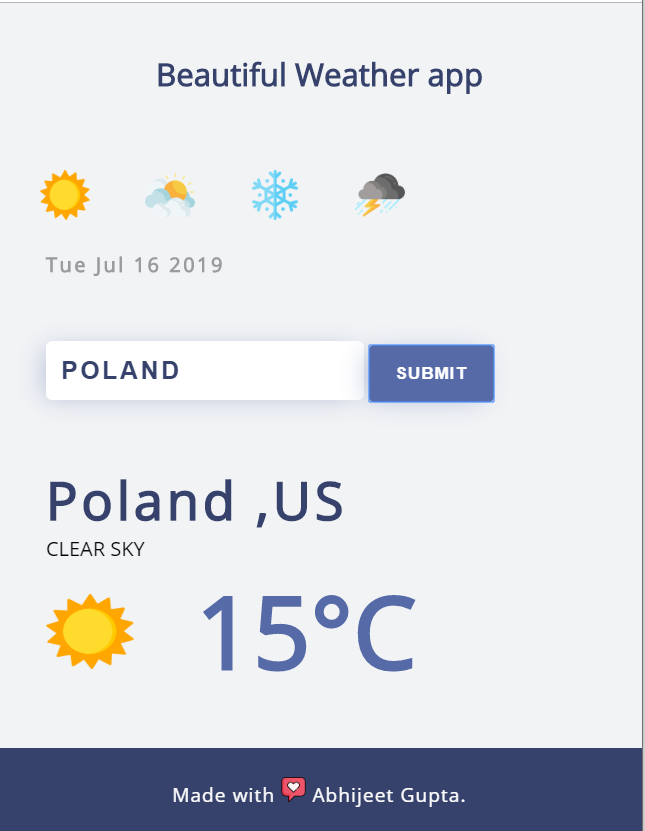 Beautiful Weather app
Tue Jul 16 2019
POLAND
SUBMIT
Poland ,US
CLEAR SKY
15°C
Made with Abhijeet Gupta.